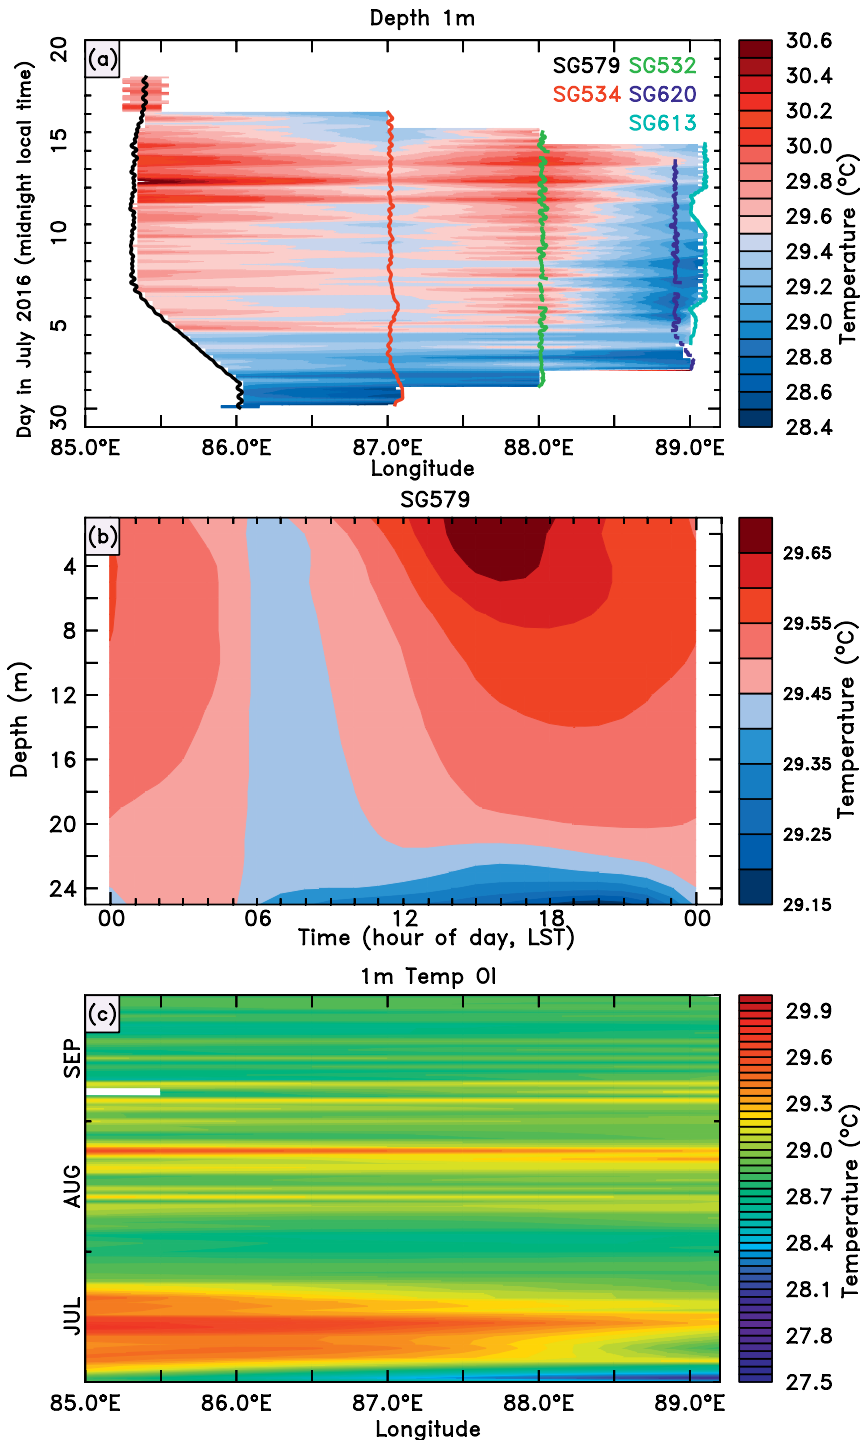 Depth 1m
(a)
SG579 SG532
SG534 SG620
SG613
20
15
10
5
30
Day in July 2016 (midnight local time)
85.0°E 86.0°E 87.0°E 88.0°E 89.0°E
Longitude
30.6
30.4
30.2
30.0
29.8
29.6
29.4
29.2
29.0
28.8
28.6
28.4
Temperature (°C)
SG579
(b)
4
8
12
16
20
24
Depth (m)
00 06 12 18 00
Time (hour of day, LST)
29.65
29.55
29.45
29.35
29.25
29.15
Temperature (°C)
1m Temp OI
(c)
SEP
AUG
JUL
85.0°E 86.0°E 87.0°E 88.0°E 89.0°E
Longitude
29.9
29.6
29.3
29.0
28.7
28.4
28.1
27.8
27.5
Temperature (°C)